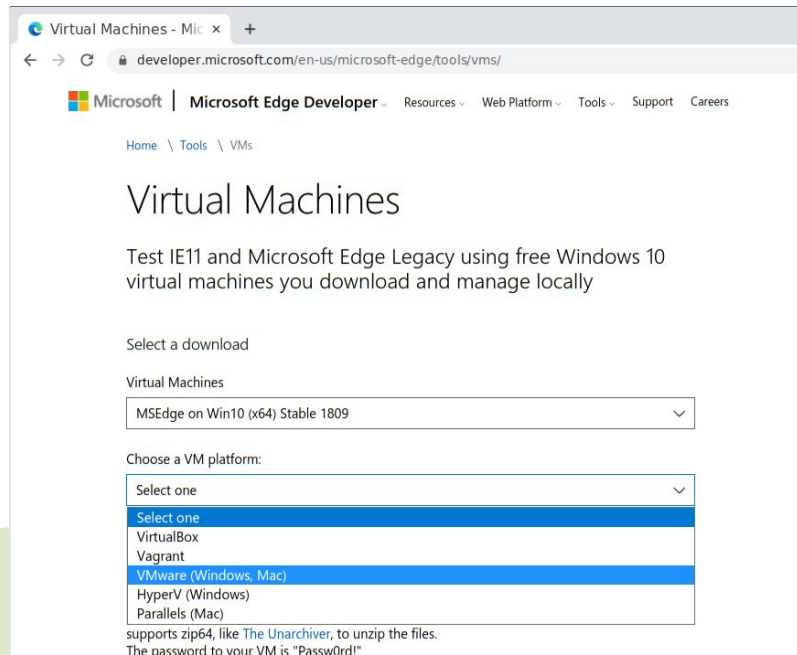 Virtual Machines - Mic × +
developer.microsoft.com/en-us/microsoft-edge/tools/vms/
Microsoft | Microsoft Edge Developer Resources Web Platform Tools Support Careers
Home \ Tools \ VMs
Virtual Machines
Test IE11 and Microsoft Edge Legacy using free Windows 10
virtual machines you download and manage locally
Select a download
Virtual Machines
MSEdge on Win10 (x64) Stable 1809
Choose a VM platform:
Select one
Select one
VirtualBox
Vagrant
VMware (Windows, Mac)
HyperV (Windows)
Parallels (Mac)
supports zip64, like The Unarchiver, to unzip the files.
The password to your VM is "Passw0rd!"